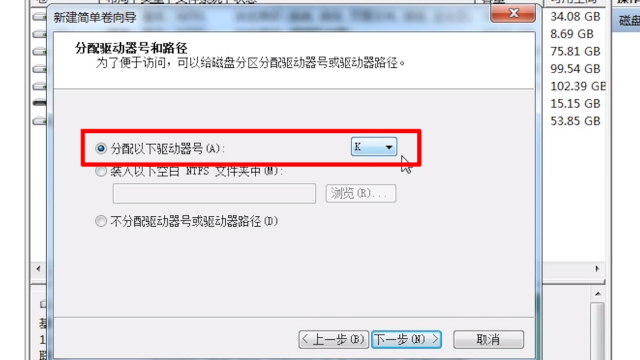 新建简单卷向导
分配驱动器号和路径
为了便于访问，可以给磁盘分区分配驱动器号或驱动器路径。
分配以下驱动器号(A):
K
装入以下空白 NTFS 文件夹中(M):
浏览(R)...
不分配驱动器号或驱动器路径(D)
< 上一步(B)
下一步(N) >
取消
34.08 GB
8.69 GB
75.81 GB
99.54 GB
102.39 GB
15.15 GB
53.85 GB